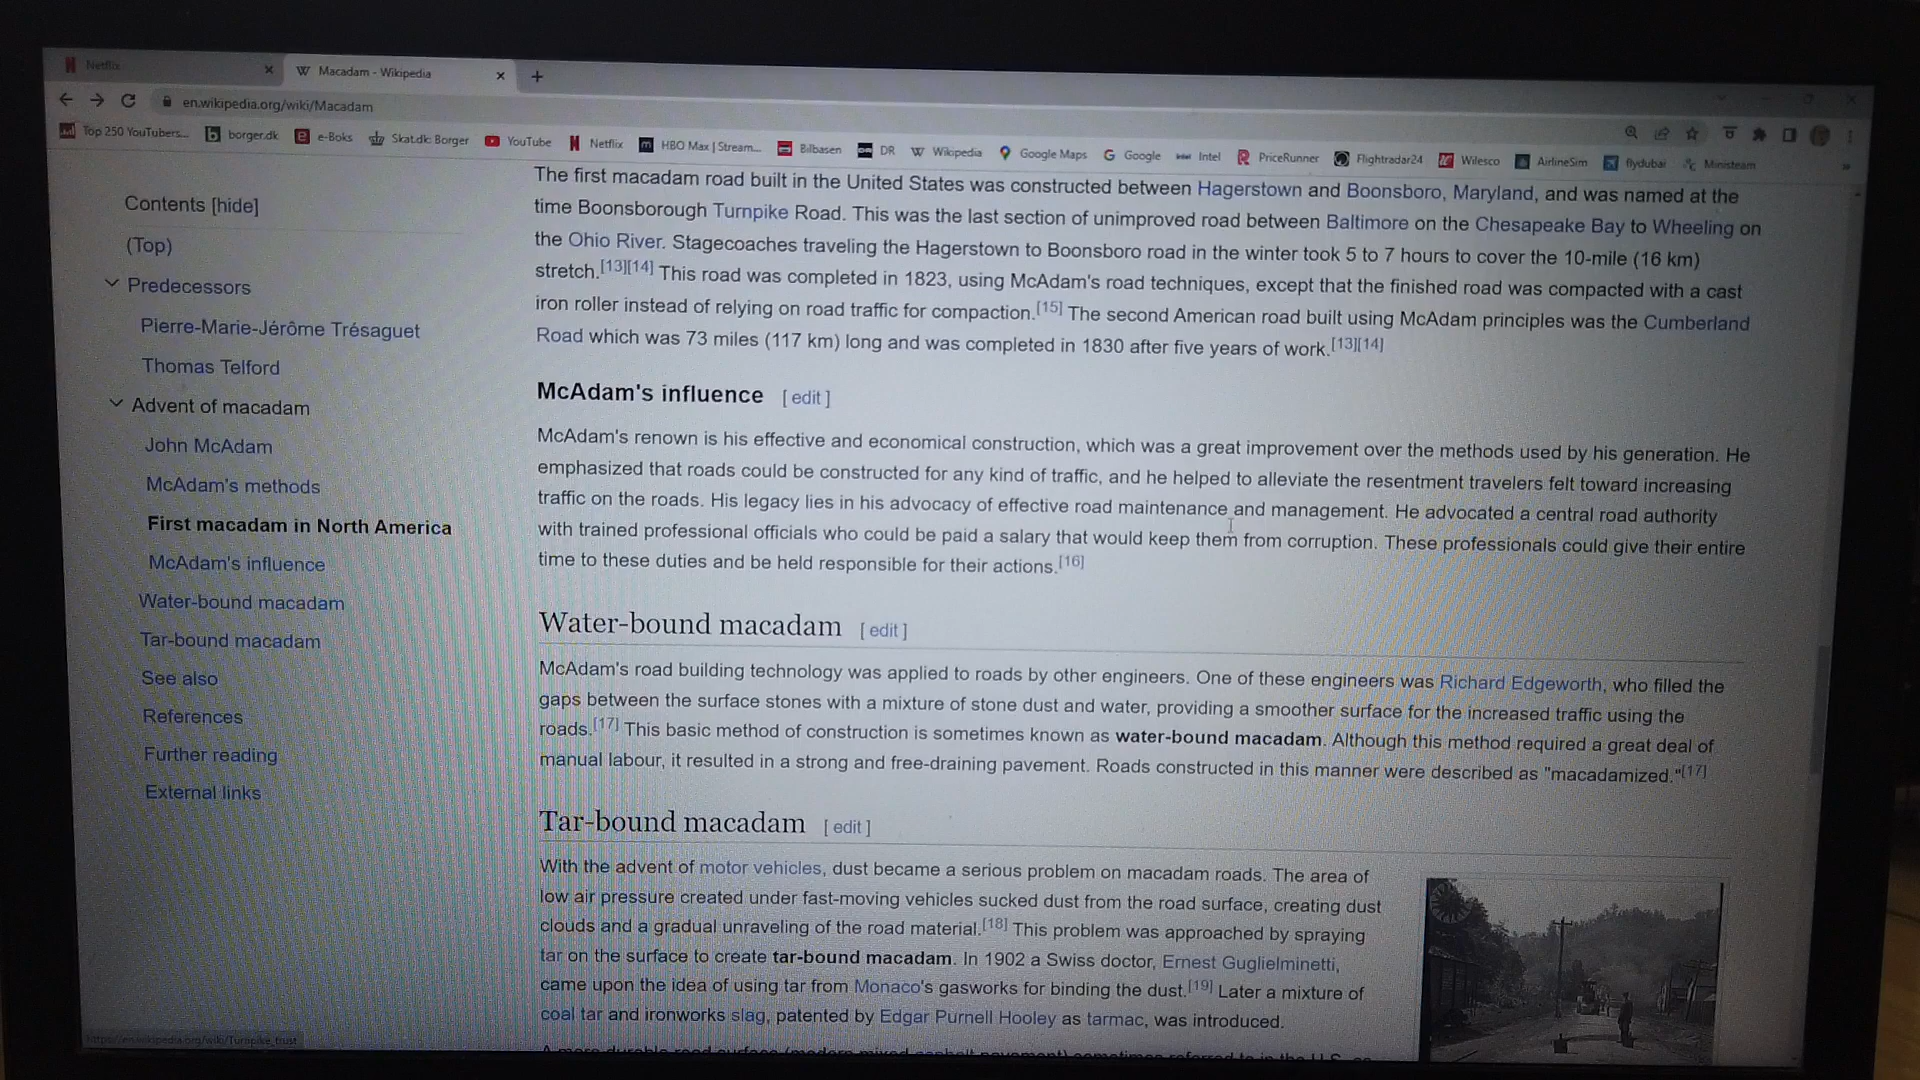 Netflix
Macadam - Wikipedia
en.wikipedia.org/wiki/Macadam
Top 250 YouTubers... borger.dk e-Boks Skat.dk: Borger YouTube Netflix HBO Max | Stream... Bilbasen DR Wikipedia Google Maps Google Intel PriceRunner Flightradar24 Wilesco AirlineSim flydubai Ministeam »
Contents [hide]
(Top)
Predecessors
Pierre-Marie-Jérôme Trésaguet
Thomas Telford
Advent of macadam
John McAdam
McAdam's methods
First macadam in North America
McAdam's influence
Water-bound macadam
Tar-bound macadam
See also
References
Further reading
External links
The first macadam road built in the United States was constructed between Hagerstown and Boonsboro, Maryland, and was named at the
time Boonsborough Turnpike Road. This was the last section of unimproved road between Baltimore on the Chesapeake Bay to Wheeling on
the Ohio River. Stagecoaches traveling the Hagerstown to Boonsboro road in the winter took 5 to 7 hours to cover the 10-mile (16 km)
stretch.[13][14] This road was completed in 1823, using McAdam's road techniques, except that the finished road was compacted with a cast
iron roller instead of relying on road traffic for compaction.[15] The second American road built using McAdam principles was the Cumberland
Road which was 73 miles (117 km) long and was completed in 1830 after five years of work.[13][14]
McAdam's influence [ edit ]
McAdam's renown is his effective and economical construction, which was a great improvement over the methods used by his generation. He
emphasized that roads could be constructed for any kind of traffic, and he helped to alleviate the resentment travelers felt toward increasing
traffic on the roads. His legacy lies in his advocacy of effective road maintenance and management. He advocated a central road authority
with trained professional officials who could be paid a salary that would keep them from corruption. These professionals could give their entire
time to these duties and be held responsible for their actions.[16]
Water-bound macadam [ edit ]
McAdam's road building technology was applied to roads by other engineers. One of these engineers was Richard Edgeworth, who filled the
gaps between the surface stones with a mixture of stone dust and water, providing a smoother surface for the increased traffic using the
roads.[17] This basic method of construction is sometimes known as water-bound macadam. Although this method required a great deal of
manual labour, it resulted in a strong and free-draining pavement. Roads constructed in this manner were described as "macadamized."[17]
Tar-bound macadam [ edit ]
With the advent of motor vehicles, dust became a serious problem on macadam roads. The area of
low air pressure created under fast-moving vehicles sucked dust from the road surface, creating dust
clouds and a gradual unraveling of the road material.[18] This problem was approached by spraying
tar on the surface to create tar-bound macadam. In 1902 a Swiss doctor, Ernest Guglielminetti,
came upon the idea of using tar from Monaco's gasworks for binding the dust.[19] Later a mixture of
coal tar and ironworks slag, patented by Edgar Purnell Hooley as tarmac, was introduced.
A more durable road surface (modern mixed asphalt pavement) sometimes referred to in the U.S. as
https://en.wikipedia.org/wiki/Turnpike_trust